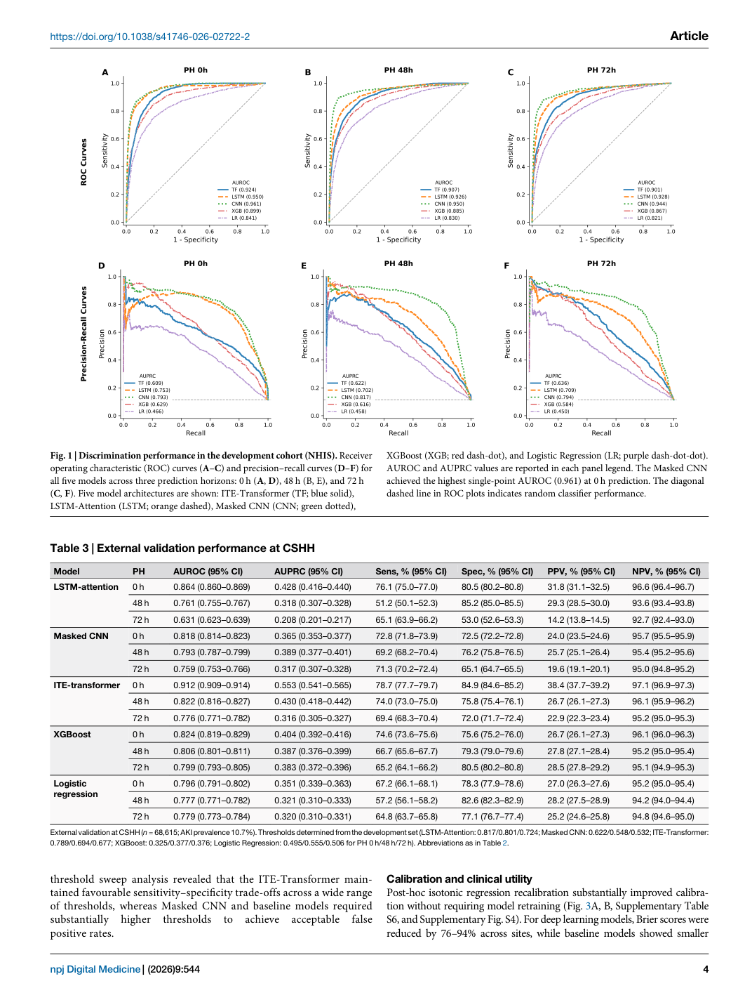 https://doi.org/10.1038/s41746-026-02722-2
Article
A
PH 0h
B
PH 48h
C
PH 72h
ROC Curves
Sensitivity
1.0
0.8
0.6
0.4
0.2
0.0
0.0 0.2 0.4 0.6 0.8 1.0
1 - Specificity
AUROC
TF (0.924)
LSTM (0.950)
CNN (0.961)
XGB (0.899)
LR (0.841)
Sensitivity
1.0
0.8
0.6
0.4
0.2
0.0
0.0 0.2 0.4 0.6 0.8 1.0
1 - Specificity
AUROC
TF (0.907)
LSTM (0.926)
CNN (0.950)
XGB (0.885)
LR (0.830)
Sensitivity
1.0
0.8
0.6
0.4
0.2
0.0
0.0 0.2 0.4 0.6 0.8 1.0
1 - Specificity
AUROC
TF (0.901)
LSTM (0.928)
CNN (0.944)
XGB (0.867)
LR (0.821)
D
PH 0h
E
PH 48h
F
PH 72h
Precision-Recall Curves
Precision
1.0
0.8
0.6
0.4
0.2
0.0
0.0 0.2 0.4 0.6 0.8 1.0
Recall
AUPRC
TF (0.609)
LSTM (0.753)
CNN (0.793)
XGB (0.629)
LR (0.466)
Precision
1.0
0.8
0.6
0.4
0.2
0.0
0.0 0.2 0.4 0.6 0.8 1.0
Recall
AUPRC
TF (0.622)
LSTM (0.702)
CNN (0.817)
XGB (0.616)
LR (0.458)
Precision
1.0
0.8
0.6
0.4
0.2
0.0
0.0 0.2 0.4 0.6 0.8 1.0
Recall
AUPRC
TF (0.636)
LSTM (0.709)
CNN (0.794)
XGB (0.584)
LR (0.450)
Fig. 1 | Discrimination performance in the development cohort (NHIS). Receiver
operating characteristic (ROC) curves (A–C) and precision–recall curves (D–F) for
all five models across three prediction horizons: 0 h (A, D), 48 h (B, E), and 72 h
(C, F). Five model architectures are shown: ITE-Transformer (TF; blue solid),
LSTM-Attention (LSTM; orange dashed), Masked CNN (CNN; green dotted),
XGBoost (XGB; red dash-dot), and Logistic Regression (LR; purple dash-dot-dot).
AUROC and AUPRC values are reported in each panel legend. The Masked CNN
achieved the highest single-point AUROC (0.961) at 0 h prediction. The diagonal
dashed line in ROC plots indicates random classifier performance.
Table 3 | External validation performance at CSHH
Model PH AUROC (95% CI) AUPRC (95% CI) Sens, % (95% CI) Spec, % (95% CI) PPV, % (95% CI) NPV, % (95% CI)
LSTM-attention 0 h 0.864 (0.860–0.869) 0.428 (0.416–0.440) 76.1 (75.0–77.0) 80.5 (80.2–80.8) 31.8 (31.1–32.5) 96.6 (96.4–96.7)
48 h 0.761 (0.755–0.767) 0.318 (0.307–0.328) 51.2 (50.1–52.3) 85.2 (85.0–85.5) 29.3 (28.5–30.0) 93.6 (93.4–93.8)
72 h 0.631 (0.623–0.639) 0.208 (0.201–0.217) 65.1 (63.9–66.2) 53.0 (52.6–53.3) 14.2 (13.8–14.5) 92.7 (92.4–93.0)
Masked CNN 0 h 0.818 (0.814–0.823) 0.365 (0.353–0.377) 72.8 (71.8–73.9) 72.5 (72.2–72.8) 24.0 (23.5–24.6) 95.7 (95.5–95.9)
48 h 0.793 (0.787–0.799) 0.389 (0.377–0.401) 69.2 (68.2–70.4) 76.2 (75.8–76.5) 25.7 (25.1–26.4) 95.4 (95.2–95.6)
72 h 0.759 (0.753–0.766) 0.317 (0.307–0.328) 71.3 (70.2–72.4) 65.1 (64.7–65.5) 19.6 (19.1–20.1) 95.0 (94.8–95.2)
ITE-transformer 0 h 0.912 (0.909–0.914) 0.553 (0.541–0.565) 78.7 (77.7–79.7) 84.9 (84.6–85.2) 38.4 (37.7–39.2) 97.1 (96.9–97.3)
48 h 0.822 (0.816–0.827) 0.430 (0.418–0.442) 74.0 (73.0–75.0) 75.8 (75.4–76.1) 26.7 (26.1–27.3) 96.1 (95.9–96.2)
72 h 0.776 (0.771–0.782) 0.316 (0.305–0.327) 69.4 (68.3–70.4) 72.0 (71.7–72.4) 22.9 (22.3–23.4) 95.2 (95.0–95.3)
XGBoost 0 h 0.824 (0.819–0.829) 0.404 (0.392–0.416) 74.6 (73.6–75.6) 75.6 (75.2–76.0) 26.7 (26.1–27.3) 96.1 (96.0–96.3)
48 h 0.806 (0.801–0.811) 0.387 (0.376–0.399) 66.7 (65.6–67.7) 79.3 (79.0–79.6) 27.8 (27.1–28.4) 95.2 (95.0–95.4)
72 h 0.799 (0.793–0.805) 0.383 (0.372–0.396) 65.2 (64.1–66.2) 80.5 (80.2–80.8) 28.5 (27.8–29.2) 95.1 (94.9–95.3)
Logistic regression 0 h 0.796 (0.791–0.802) 0.351 (0.339–0.363) 67.2 (66.1–68.1) 78.3 (77.9–78.6) 27.0 (26.3–27.6) 95.2 (95.0–95.4)
48 h 0.777 (0.771–0.782) 0.321 (0.310–0.333) 57.2 (56.1–58.2) 82.6 (82.3–82.9) 28.2 (27.5–28.9) 94.2 (94.0–94.4)
72 h 0.779 (0.773–0.784) 0.320 (0.310–0.331) 64.8 (63.7–65.8) 77.1 (76.7–77.4) 25.2 (24.6–25.8) 94.8 (94.6–95.0)
External validation at CSHH (n = 68,615; AKI prevalence 10.7%). Thresholds determined from the development set (LSTM-Attention: 0.817/0.801/0.724; Masked CNN: 0.622/0.548/0.532; ITE-Transformer:
0.789/0.694/0.677; XGBoost: 0.325/0.377/0.376; Logistic Regression: 0.495/0.555/0.506 for PH 0 h/48 h/72 h). Abbreviations as in Table 2.
threshold sweep analysis revealed that the ITE-Transformer main-
tained favourable sensitivity–specificity trade-offs across a wide range
of thresholds, whereas Masked CNN and baseline models required
substantially higher thresholds to achieve acceptable false
positive rates.
Calibration and clinical utility
Post-hoc isotonic regression recalibration substantially improved calibra-
tion without requiring model retraining (Fig. 3A, B, Supplementary Table
S6, and Supplementary Fig. S4). For deep learning models, Brier scores were
reduced by 76–94% across sites, while baseline models showed smaller
npj Digital Medicine | (2026)9:544
4